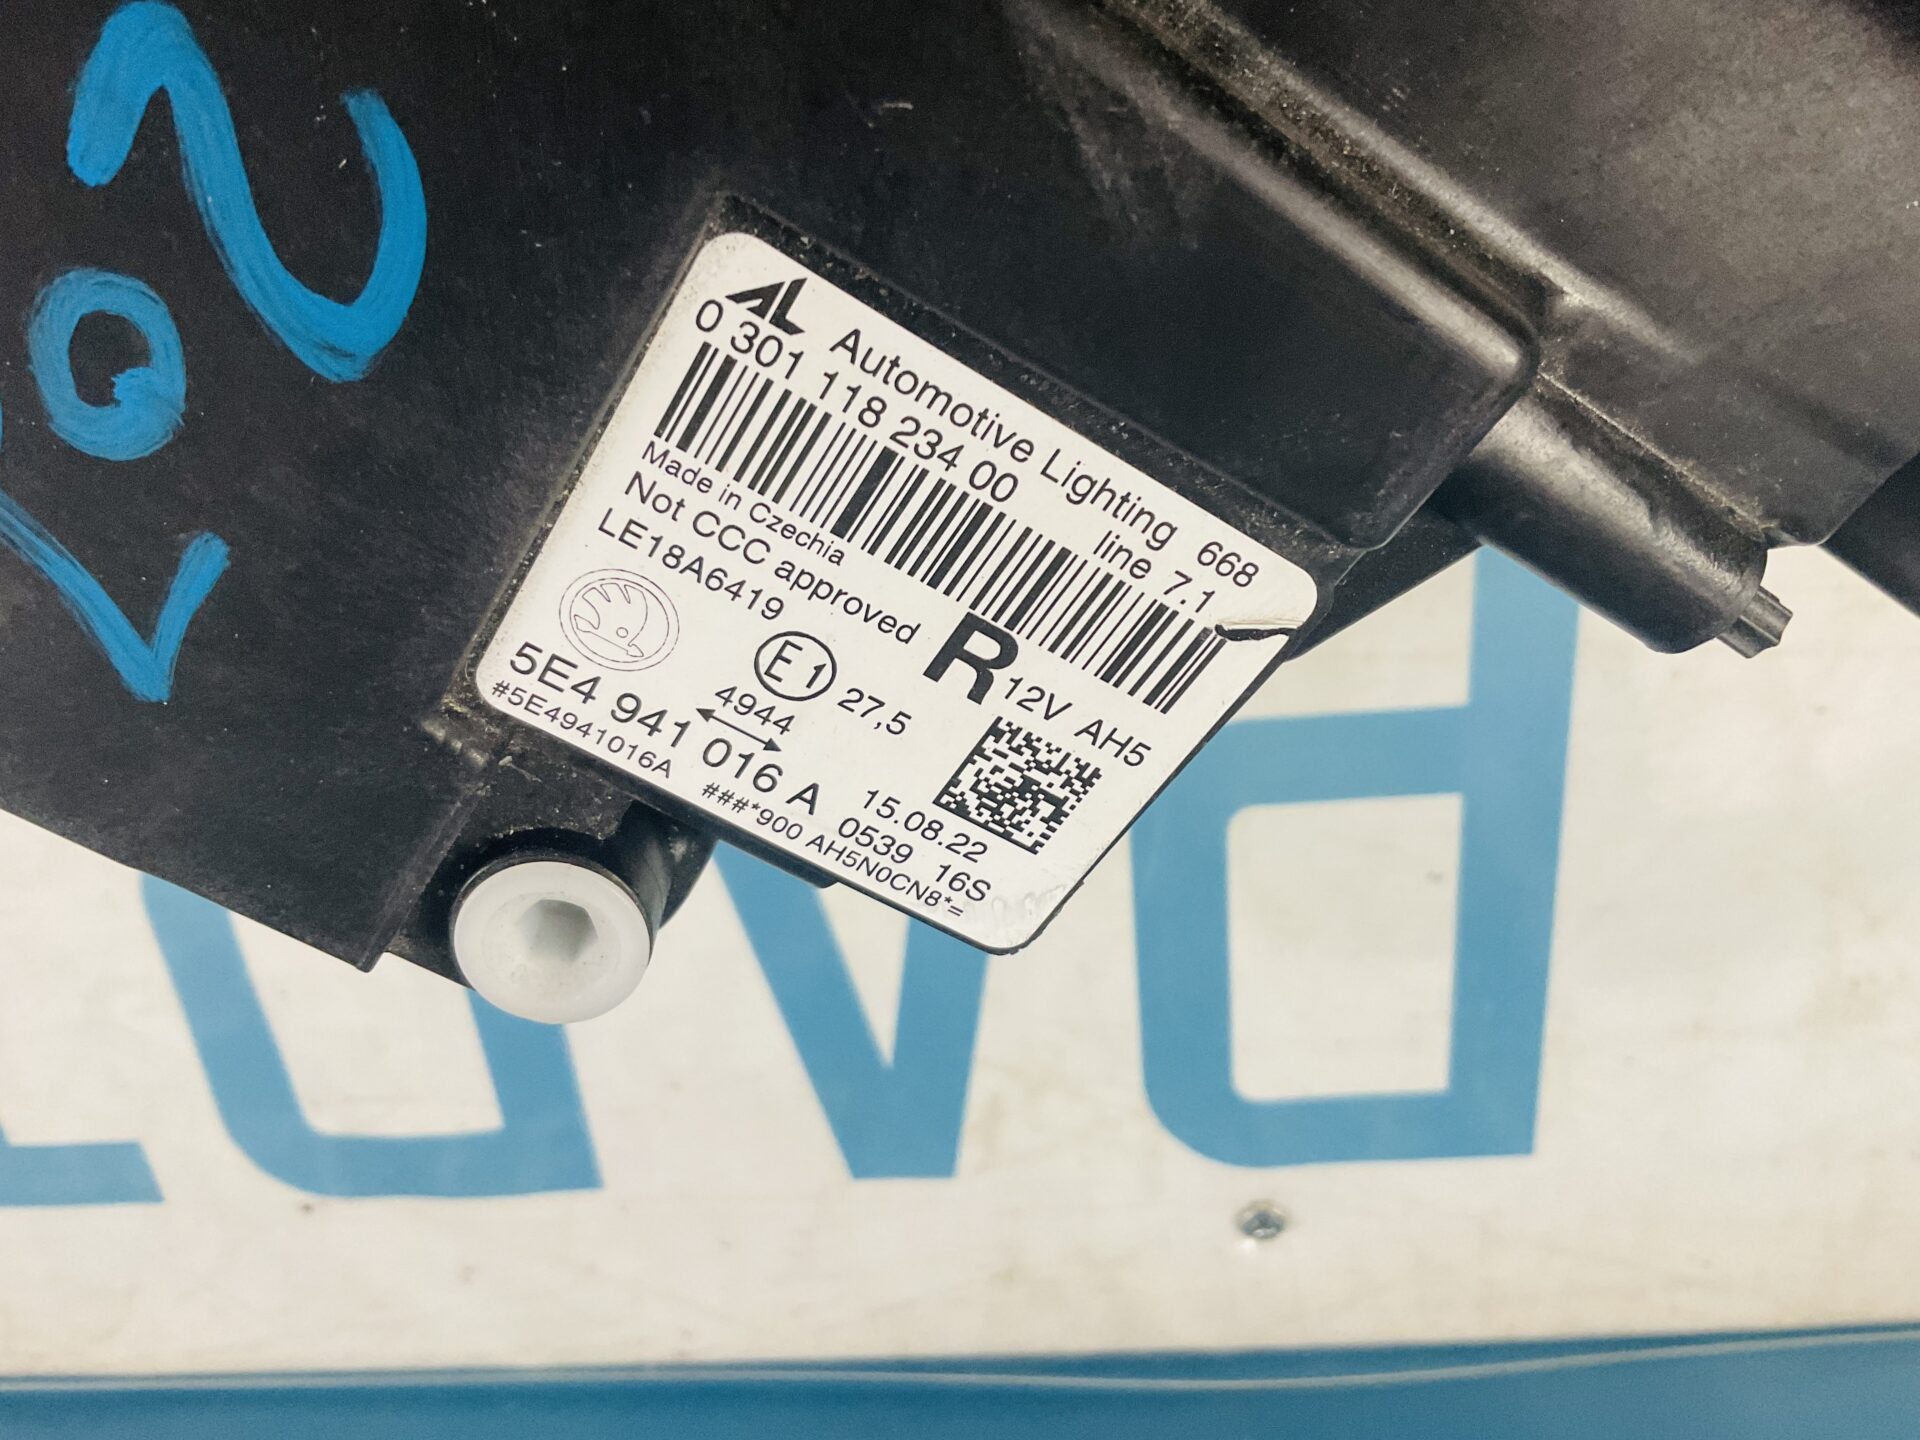 AL Automotive Lighting 668
0 301 118 234 00 line 7.1
Made in Czechia
Not CCC approved
LE18A6419
R 12V AH5
E1 27,5
4944
5E4 941 016 A
15.08.22
#5E4941016A
0539 16S
###*900 AH5N0CN8*=